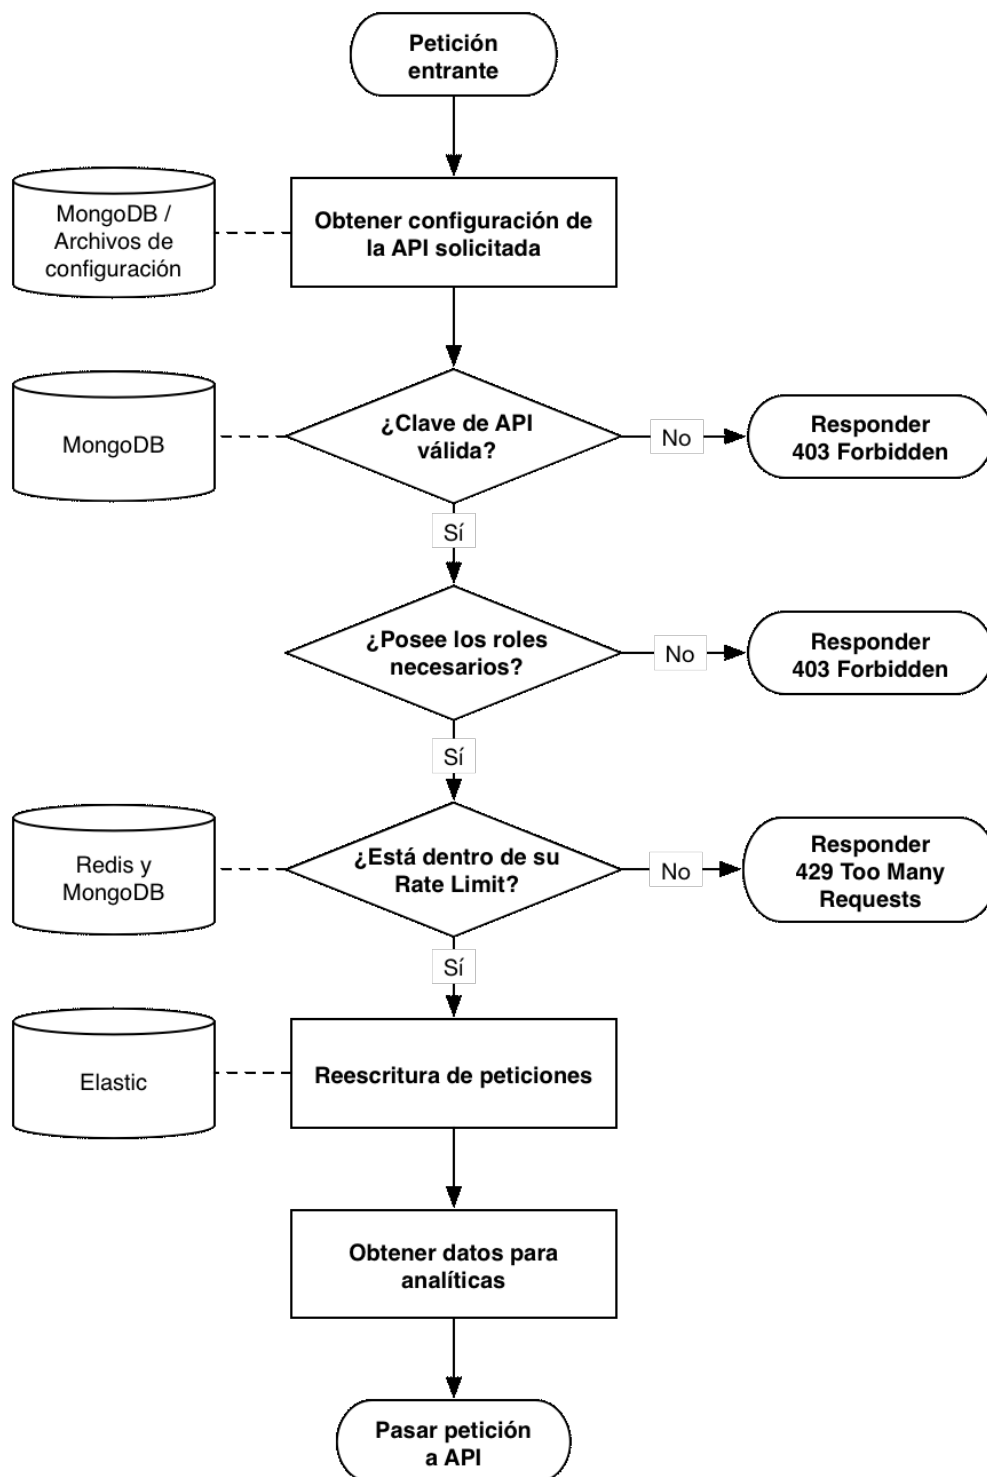 Petición
entrante
MongoDB /
Archivos de
configuración
Obtener configuración de
la API solicitada
MongoDB
¿Clave de API
válida?
No
Responder
403 Forbidden
Sí
¿Posee los roles
necesarios?
No
Responder
403 Forbidden
Sí
Redis y
MongoDB
¿Está dentro de su
Rate Limit?
No
Responder
429 Too Many
Requests
Sí
Elastic
Reescritura de peticiones
Obtener datos para
analíticas
Pasar petición
a API